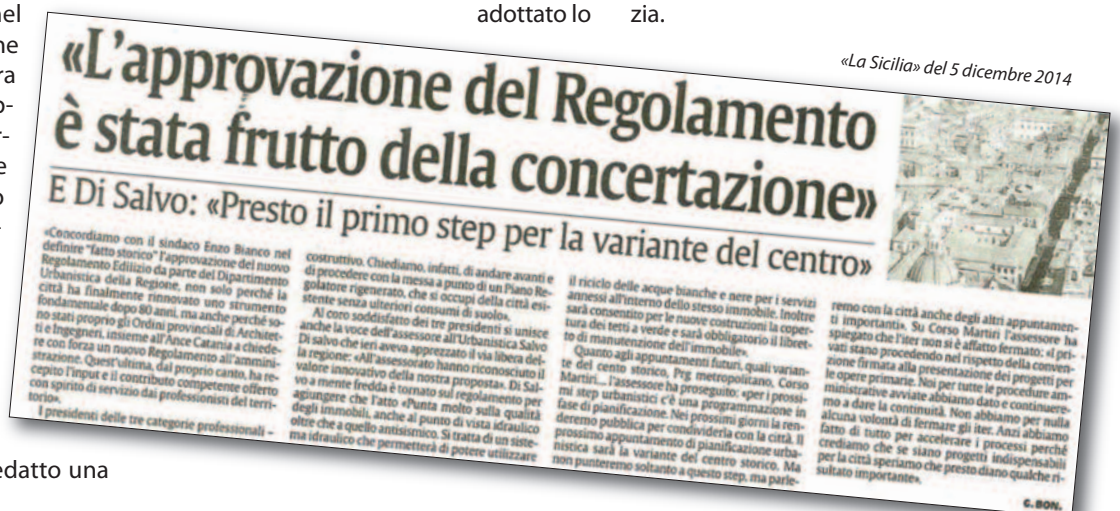 nel
ne
ra
e
o
adottato lo zia.
«La Sicilia» del 5 dicembre 2014
«L'approvazione del Regolamento
è stata frutto della concertazione»
E Di Salvo: «Presto il primo step per la variante del centro»
«Concordiamo con il sindaco Enzo Bianco nel
definire "fatto storico" l'approvazione del nuovo
Regolamento Edilizio da parte del Dipartimento
Urbanistica della Regione, non solo perché la
città ha finalmente rinnovato uno strumento
fondamentale dopo 80 anni, ma anche perché so-
no stati proprio gli Ordini provinciali di Architet-
ti e Ingegneri, insieme all'Ance Catania a chiede-
re con forza un nuovo Regolamento all'ammini-
strazione. Quest'ultima, dal proprio canto, ha re-
cepito l'input e il contributo competente offerto
con spirito di servizio dai professionisti del terri-
torio».
I presidenti delle tre categorie professionali -
costruttivo. Chiediamo, infatti, di andare avanti e
di procedere con la messa a punto di un Piano Re-
golatore rigenerato, che si occupi della città esi-
stente senza ulteriori consumi di suolo».
Al coro soddisfatto dei tre presidenti si unisce
anche la voce dell'assessore all'Urbanistica Salvo
Di Salvo che ieri aveva apprezzato il via libera del-
la regione: «All'assessorato hanno riconosciuto il
valore innovativo della nostra proposta». Di Sal-
vo a mente fredda è tornato sul regolamento per
agiungere che l'atto «Punta molto sulla qualità
degli immobili, anche al punto di vista idraulico
oltre che a quello antisismico. Si tratta di un siste-
ma idraulico che permetterà di potere utilizzare
il riciclo delle acque bianche e nere per i servizi
annessi all'interno dello stesso immobile. Inoltre
sarà consentito per le nuove costruzioni la coper-
tura dei tetti a verde e sarà obbligatorio il libret-
to di manutenzione dell'immobile».
Quanto agli appuntamenti futuri, quali varian-
te del centro storico, Prg metropolitano, Corso
Martiri... l'assessore ha proseguito: «per i prossi-
mi step urbanistici c'è una programmazione in
fase di pianificazione. Nei prossimi giorni la ren-
deremo pubblica per condividerla con la città. Il
prossimo appuntamento di pianificazione urba-
nistica sarà la variante del centro storico. Ma
non punteremo soltanto a questo step, ma parle-
remo con la città anche degli altri appuntamen-
ti importanti». Su Corso Martiri l'assessore ha
spiegato che l'iter non si è affatto fermato: «I pri-
vati stanno procedendo nel rispetto della conven-
zione firmata alla presentazione dei progetti per
le opere primarie. Noi per tutte le procedure am-
ministrative avviate abbiamo dato e continuere-
mo a dare la continuità. Non abbiamo per nulla
alcuna volontà di fermare gli iter. Anzi abbiamo
fatto di tutto per accelerare i processi perché
crediamo che se siano progetti indispensabili
per la città speriamo che presto diano qualche ri-
sultato importante».
G. BON.
edatto una